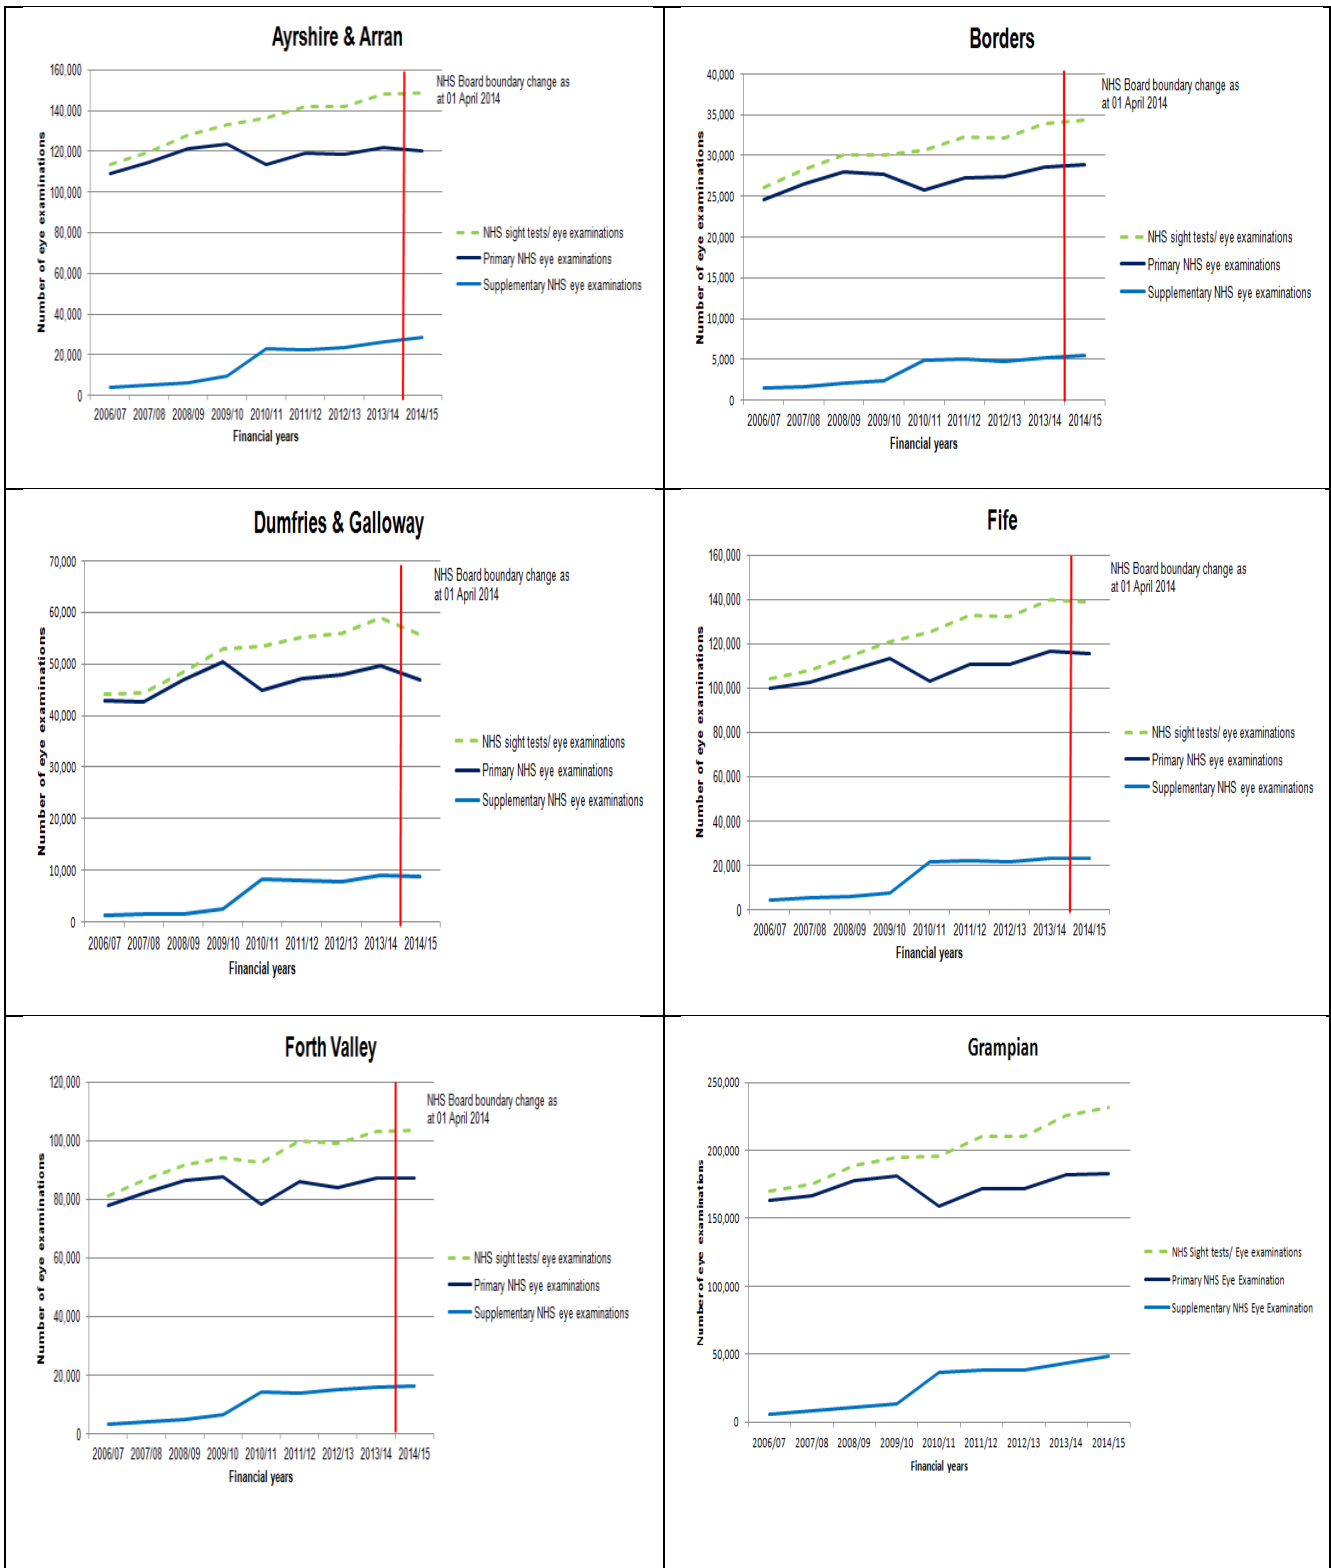 Ayrshire & Arran
160,000
140,000
120,000
100,000
80,000
60,000
40,000
20,000
0
Number of eye examinations
2006/07 2007/08 2008/09 2009/10 2010/11 2011/12 2012/13 2013/14 2014/15
Financial years
NHS Board boundary change as
at 01 April 2014
NHS sight tests/ eye examinations
Primary NHS eye examinations
Supplementary NHS eye examinations
Borders
40,000
35,000
30,000
25,000
20,000
15,000
10,000
5,000
0
Number of eye examinations
2006/07 2007/08 2008/09 2009/10 2010/11 2011/12 2012/13 2013/14 2014/15
Financial years
NHS Board boundary change as
at 01 April 2014
NHS sight tests/ eye examinations
Primary NHS eye examinations
Supplementary NHS eye examinations
Dumfries & Galloway
70,000
60,000
50,000
40,000
30,000
20,000
10,000
0
Number of eye examinations
2006/07 2007/08 2008/09 2009/10 2010/11 2011/12 2012/13 2013/14 2014/15
Financial years
NHS Board boundary change as
at 01 April 2014
NHS sight tests/ eye examinations
Primary NHS eye examinations
Supplementary NHS eye examinations
Fife
160,000
140,000
120,000
100,000
80,000
60,000
40,000
20,000
0
Number of eye examinations
2006/07 2007/08 2008/09 2009/10 2010/11 2011/12 2012/13 2013/14 2014/15
Financial years
NHS Board boundary change as
at 01 April 2014
NHS sight tests/ eye examinations
Primary NHS eye examinations
Supplementary NHS eye examinations
Forth Valley
120,000
100,000
80,000
60,000
40,000
20,000
0
Number of eye examinations
2006/07 2007/08 2008/09 2009/10 2010/11 2011/12 2012/13 2013/14 2014/15
Financial years
NHS Board boundary change as
at 01 April 2014
NHS sight tests/ eye examinations
Primary NHS eye examinations
Supplementary NHS eye examinations
Grampian
250,000
200,000
150,000
100,000
50,000
0
Number of eye examinations
2006/07 2007/08 2008/09 2009/10 2010/11 2011/12 2012/13 2013/14 2014/15
Financial years
NHS Sight tests/ Eye examinations
Primary NHS Eye Examination
Supplementary NHS Eye Examination